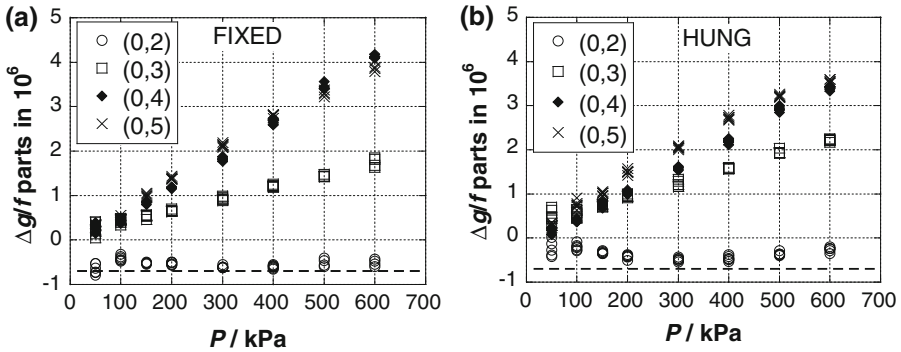 (a)
FIXED
(0,2)
(0,3)
(0,4)
(0,5)
5
4
3
2
1
0
-1
Δg/f parts in 10⁶
0 100 200 300 400 500 600 700
P / kPa
(b)
HUNG
(0,2)
(0,3)
(0,4)
(0,5)
5
4
3
2
1
0
-1
Δg/f parts in 10⁶
0 100 200 300 400 500 600 700
P / kPa